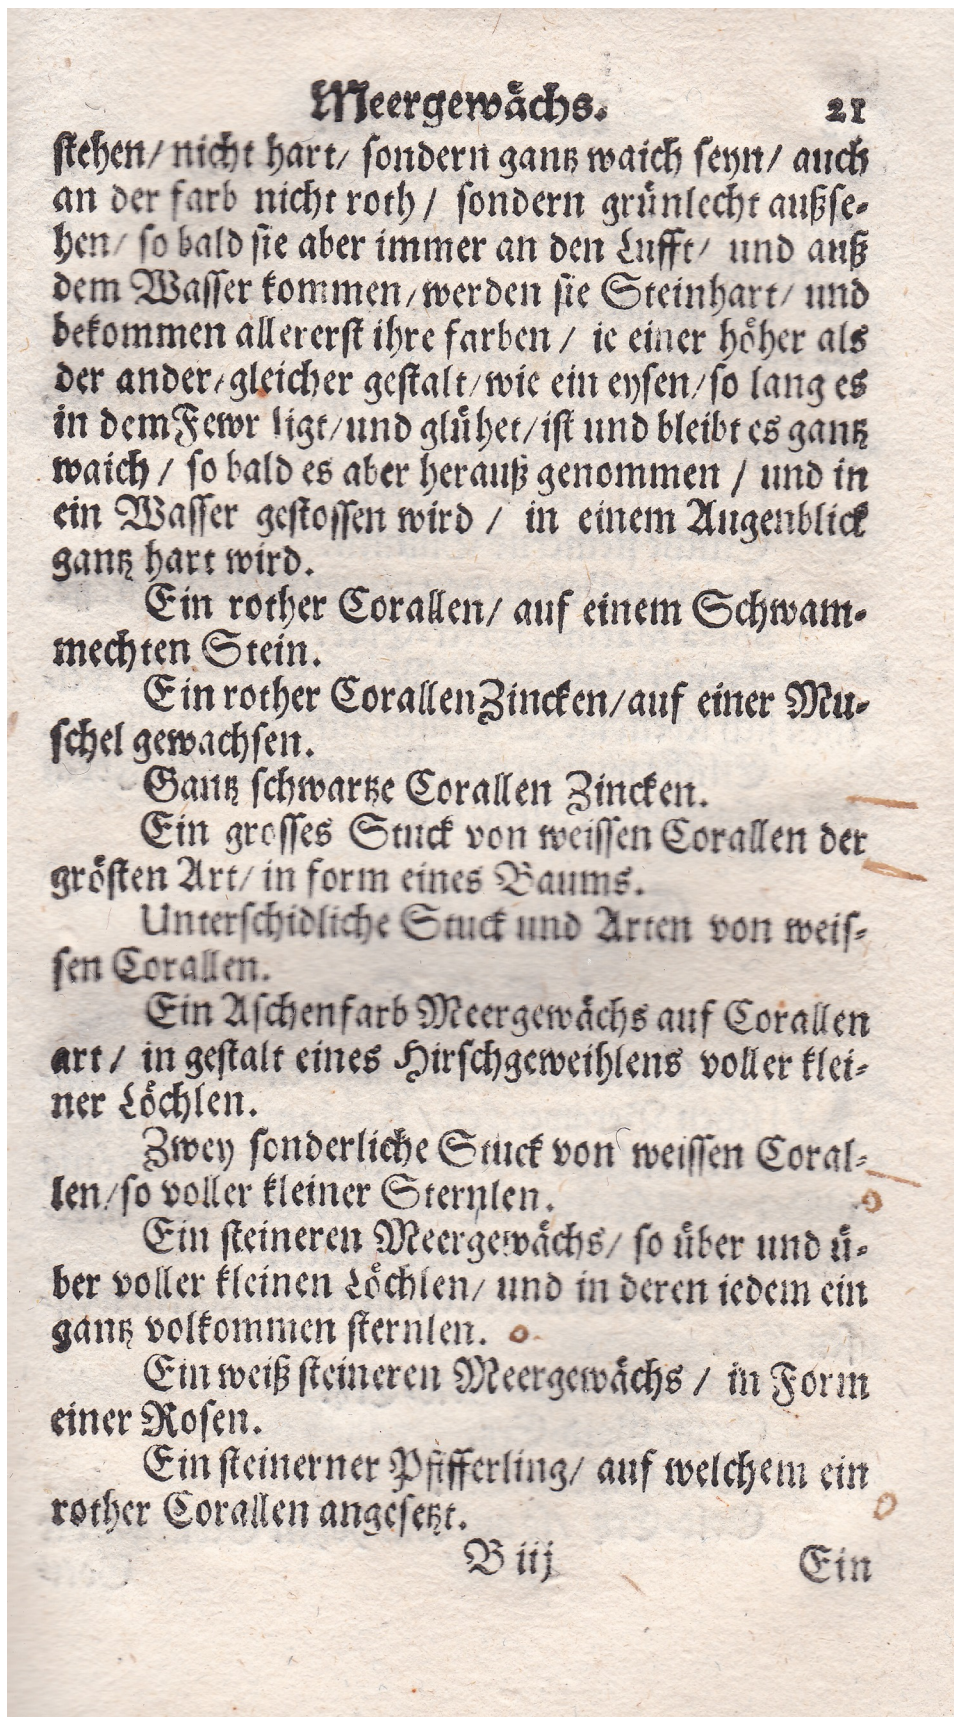 Meergewächs. 21
stehen/ nicht hart/ sondern gantz waich seyn/ auch
an der farb nicht roth/ sondern grünlecht außse-
hen/ so bald sie aber immer an den Lufft/ und auß
dem Wasser kommen/ werden sie Steinhart/ und
bekommen allererst ihre farben/ ie einer höher als
der ander/ gleicher gestalt/ wie ein eysen/ so lang es
in dem Fewr ligt/ und glühet/ ist und bleibt es gantz
waich/ so bald es aber herauß genommen/ und in
ein Wasser gestossen wird/ in einem Augenblick
gantz hart wird.
Ein rother Corallen/ auf einem Schwam-
mechten Stein.
Ein rother Corallen Zincken/ auf einer Mu-
schel gewachsen.
Gantz schwartze Corallen Zincken.
Ein grosses Stuck von weissen Corallen der
grösten Art/ in form eines Baums.
Unterschidliche Stuck und Arten von weis-
sen Corallen.
Ein Aschenfarb Meergewächs auf Corallen
art/ in gestalt eines Hirschgeweihlens voller klei-
ner Löchlen.
Zwey sonderliche Stuck von weissen Coral-
len/ so voller kleiner Sternlen.
Ein steineren Meergewächs/ so über und ü-
ber voller kleinen Löchlen/ und in deren iedem ein
gantz volkommen sternlen.
Ein weiß steineren Meergewächs/ in Form
einer Rosen.
Ein steinerner Pfifferling/ auf welchem ein
rother Corallen angesetzt.
B iij Ein